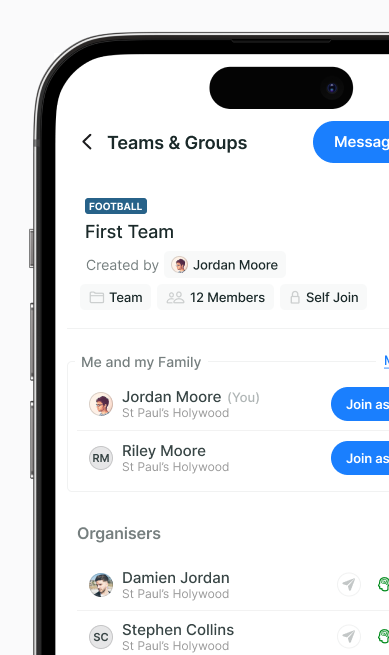 Teams & Groups
Messag
FOOTBALL
First Team
Created by Jordan Moore
Team 12 Members Self Join
Me and my Family
Jordan Moore (You)
St Paul's Holywood
Join as
Riley Moore
St Paul's Holywood
RM
Join as
Organisers
Damien Jordan
St Paul's Holywood
Stephen Collins
St Paul's Holywood
SC